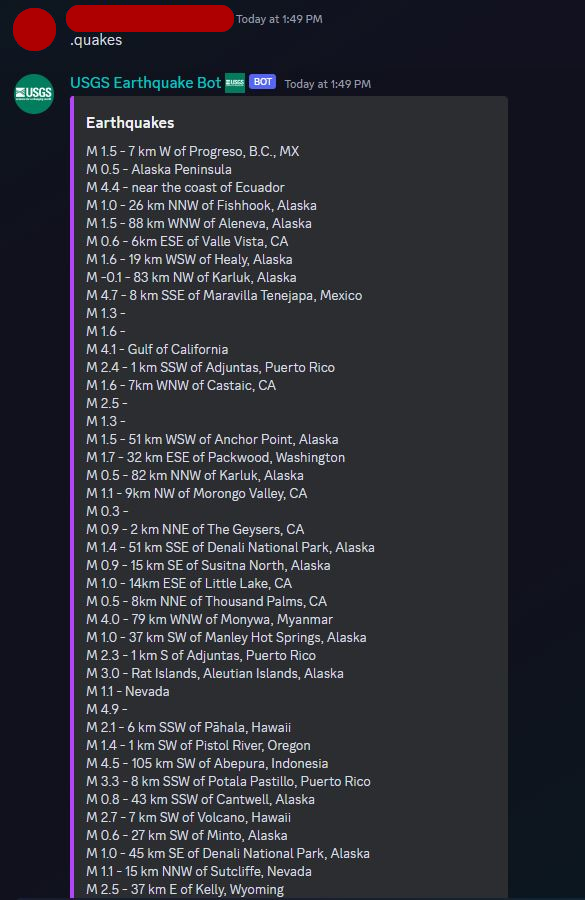 Today at 1:49 PM
.quakes
USGS
USGS Earthquake Bot USGS BOT Today at 1:49 PM
Earthquakes
M 1.5 - 7 km W of Progreso, B.C., MX
M 0.5 - Alaska Peninsula
M 4.4 - near the coast of Ecuador
M 1.0 - 26 km NNW of Fishhook, Alaska
M 1.5 - 88 km WNW of Aleneva, Alaska
M 0.6 - 6km ESE of Valle Vista, CA
M 1.6 - 19 km WSW of Healy, Alaska
M -0.1 - 83 km NW of Karluk, Alaska
M 4.7 - 8 km SSE of Maravilla Tenejapa, Mexico
M 1.3 -
M 1.6 -
M 4.1 - Gulf of California
M 2.4 - 1 km SSW of Adjuntas, Puerto Rico
M 1.6 - 7km WNW of Castaic, CA
M 2.5 -
M 1.3 -
M 1.5 - 51 km WSW of Anchor Point, Alaska
M 1.7 - 32 km ESE of Packwood, Washington
M 0.5 - 82 km NNW of Karluk, Alaska
M 1.1 - 9km NW of Morongo Valley, CA
M 0.3 -
M 0.9 - 2 km NNE of The Geysers, CA
M 1.4 - 51 km SSE of Denali National Park, Alaska
M 0.9 - 15 km SE of Susitna North, Alaska
M 1.0 - 14km ESE of Little Lake, CA
M 0.5 - 8km NNE of Thousand Palms, CA
M 4.0 - 79 km WNW of Monywa, Myanmar
M 1.0 - 37 km SW of Manley Hot Springs, Alaska
M 2.3 - 1 km S of Adjuntas, Puerto Rico
M 3.0 - Rat Islands, Aleutian Islands, Alaska
M 1.1 - Nevada
M 4.9 -
M 2.1 - 6 km SSW of Pāhala, Hawaii
M 1.4 - 1 km SW of Pistol River, Oregon
M 4.5 - 105 km SW of Abepura, Indonesia
M 3.3 - 8 km SSW of Potala Pastillo, Puerto Rico
M 0.8 - 43 km SSW of Cantwell, Alaska
M 2.7 - 7 km SW of Volcano, Hawaii
M 0.6 - 27 km SW of Minto, Alaska
M 1.0 - 45 km SE of Denali National Park, Alaska
M 1.1 - 15 km NNW of Sutcliffe, Nevada
M 2.5 - 37 km E of Kelly, Wyoming